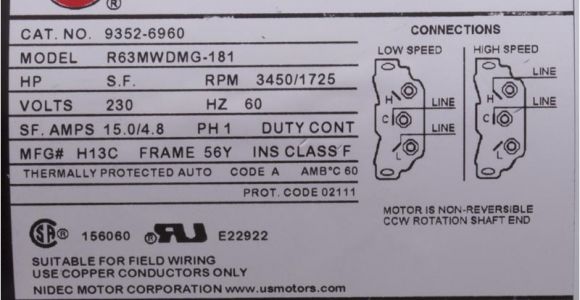 ®
CAT. NO. 9352-6960
MODEL R63MWDMG-181
HP S.F. RPM 3450/1725
VOLTS 230 HZ 60
SF. AMPS 15.0/4.8 PH 1 DUTY CONT
MFG# H13C FRAME 56Y INS CLASS F
THERMALLY PROTECTED AUTO CODE A AMB°C 60
PROT. CODE 02111
SA ® 156060 RU ® E22922
SUITABLE FOR FIELD WIRING
USE COPPER CONDUCTORS ONLY
NIDEC MOTOR CORPORATION www.usmotors.com
CONNECTIONS
LOW SPEED HIGH SPEED
H LINE H LINE
C LINE C
L L LINE
MOTOR IS NON-REVERSIBLE
CCW ROTATION SHAFT END